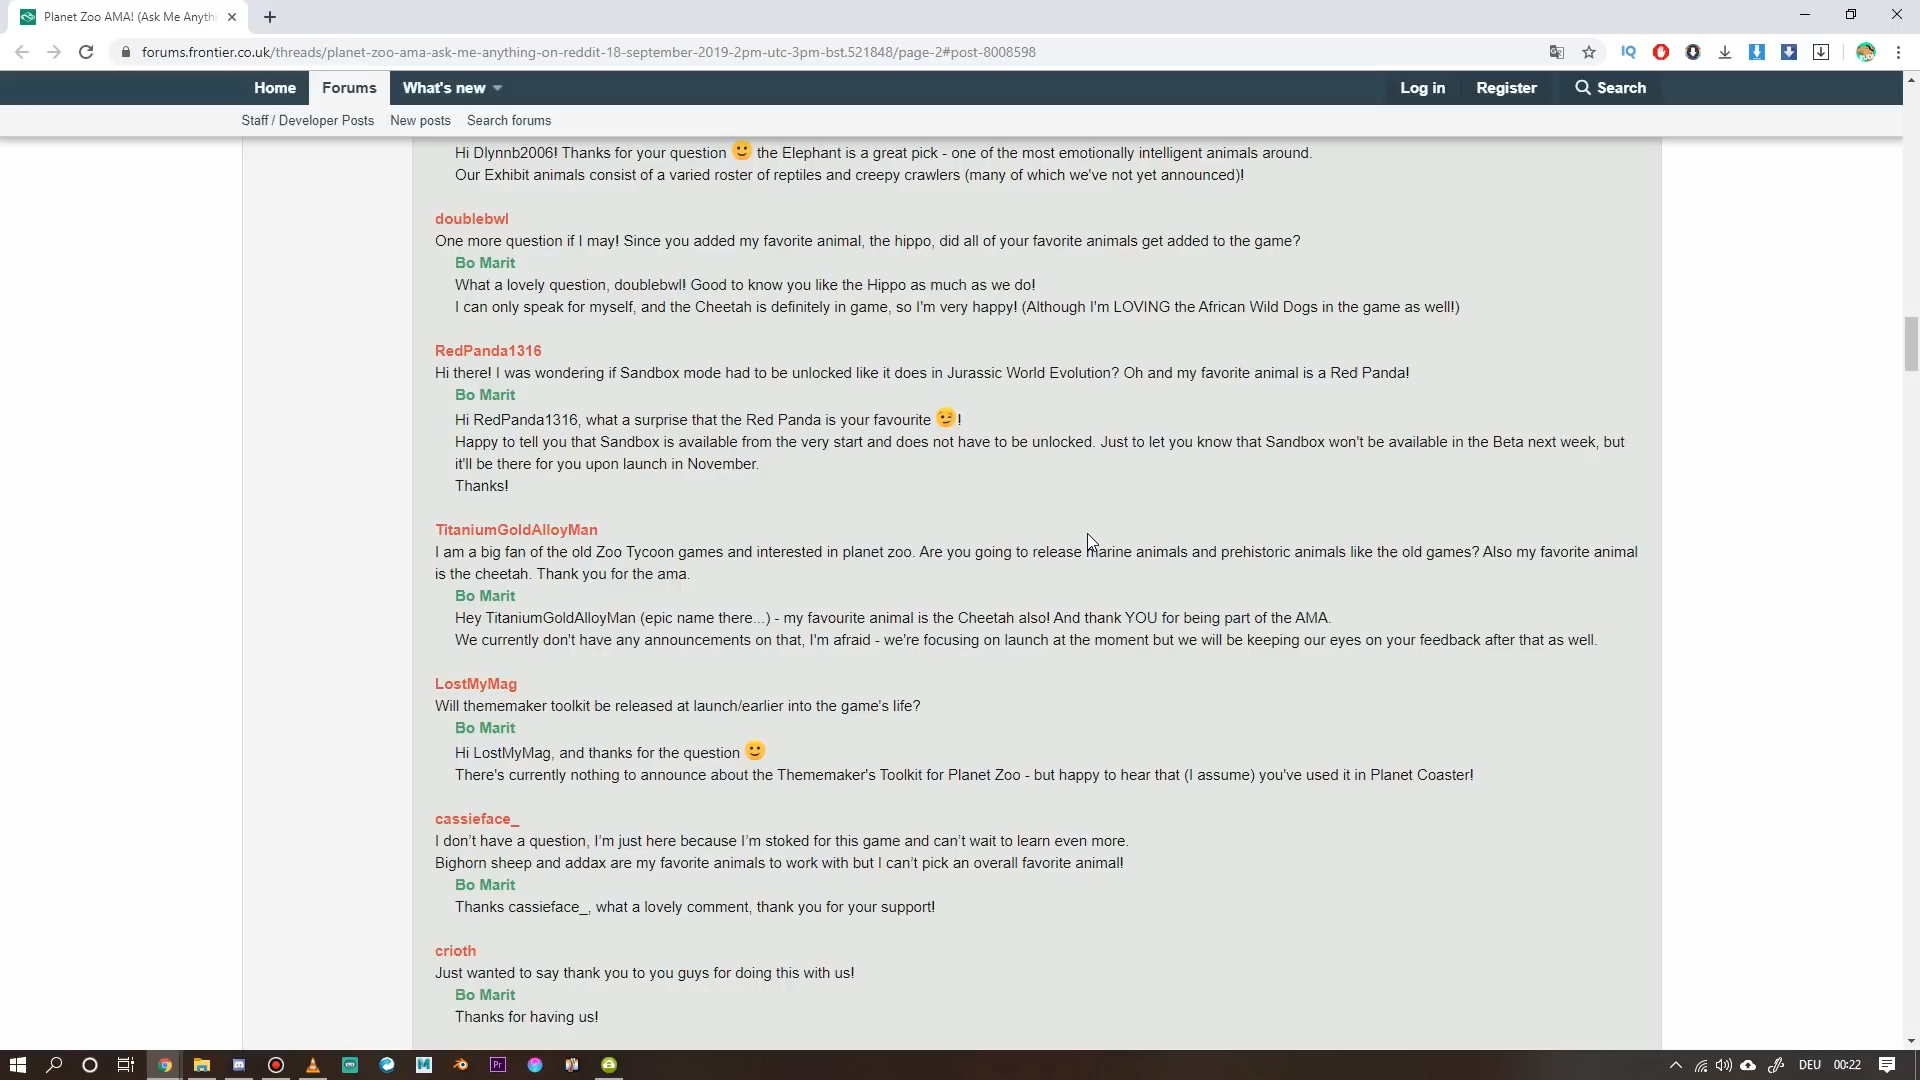 Planet Zoo AMA! (Ask Me Anythi
forums.frontier.co.uk/threads/planet-zoo-ama-ask-me-anything-on-reddit-18-september-2019-2pm-utc-3pm-bst.521848/page-2#post-8008598
IQ
Home Forums What's new Log in Register Search
Staff / Developer Posts New posts Search forums
Hi Dlynnb2006! Thanks for your question 🙂 the Elephant is a great pick - one of the most emotionally intelligent animals around.
Our Exhibit animals consist of a varied roster of reptiles and creepy crawlers (many of which we've not yet announced)!
doublebwl
One more question if I may! Since you added my favorite animal, the hippo, did all of your favorite animals get added to the game?
Bo Marit
What a lovely question, doublebwl! Good to know you like the Hippo as much as we do!
I can only speak for myself, and the Cheetah is definitely in game, so I'm very happy! (Although I'm LOVING the African Wild Dogs in the game as well!)
RedPanda1316
Hi there! I was wondering if Sandbox mode had to be unlocked like it does in Jurassic World Evolution? Oh and my favorite animal is a Red Panda!
Bo Marit
Hi RedPanda1316, what a surprise that the Red Panda is your favourite 😉!
Happy to tell you that Sandbox is available from the very start and does not have to be unlocked. Just to let you know that Sandbox won't be available in the Beta next week, but
it'll be there for you upon launch in November.
Thanks!
TitaniumGoldAlloyMan
I am a big fan of the old Zoo Tycoon games and interested in planet zoo. Are you going to release marine animals and prehistoric animals like the old games? Also my favorite animal
is the cheetah. Thank you for the ama.
Bo Marit
Hey TitaniumGoldAlloyMan (epic name there...) - my favourite animal is the Cheetah also! And thank YOU for being part of the AMA.
We currently don't have any announcements on that, I'm afraid - we're focusing on launch at the moment but we will be keeping our eyes on your feedback after that as well.
LostMyMag
Will thememaker toolkit be released at launch/earlier into the game's life?
Bo Marit
Hi LostMyMag, and thanks for the question 🙂
There's currently nothing to announce about the Thememaker's Toolkit for Planet Zoo - but happy to hear that (I assume) you've used it in Planet Coaster!
cassieface_
I don’t have a question, I’m just here because I’m stoked for this game and can’t wait to learn even more.
Bighorn sheep and addax are my favorite animals to work with but I can’t pick an overall favorite animal!
Bo Marit
Thanks cassieface_, what a lovely comment, thank you for your support!
crioth
Just wanted to say thank you to you guys for doing this with us!
Bo Marit
Thanks for having us!
M Pr DEU 00:22